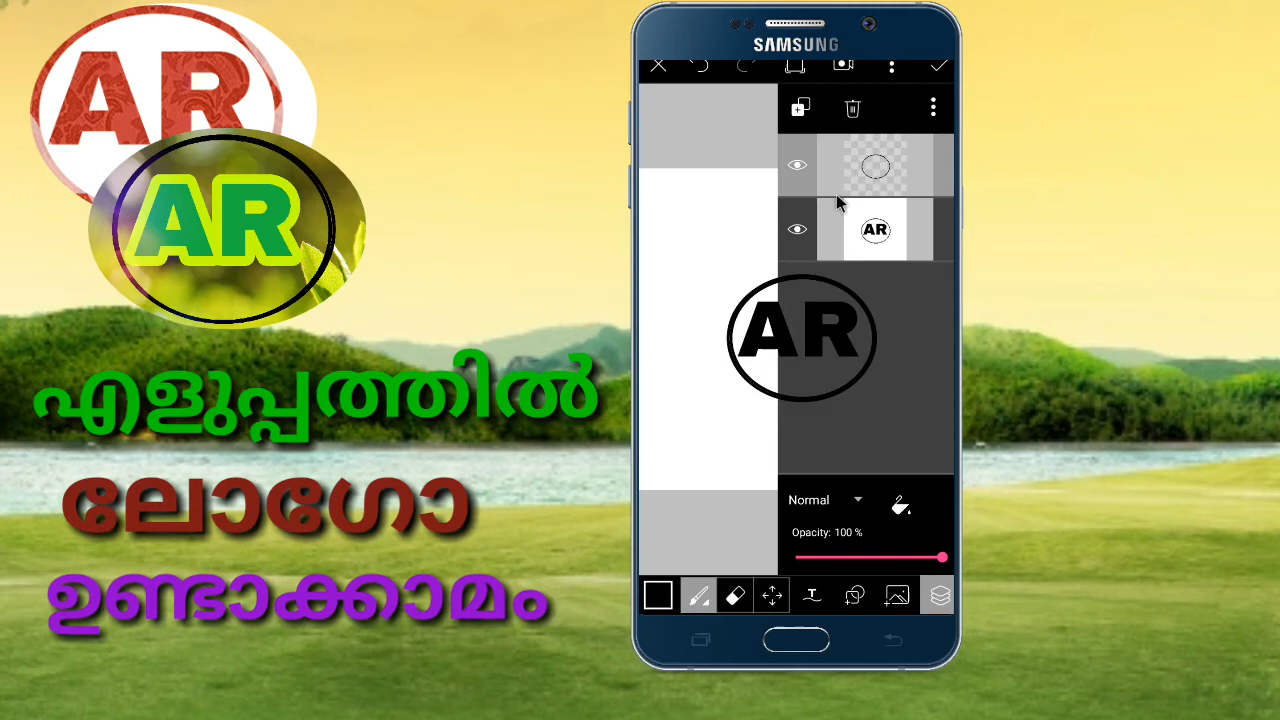 AR
AR
എളുപ്പത്തിൽ
ലോഗോ
ഉണ്ടാക്കാമം
SAMSUNG
AR
AR
Normal
Opacity: 100 %